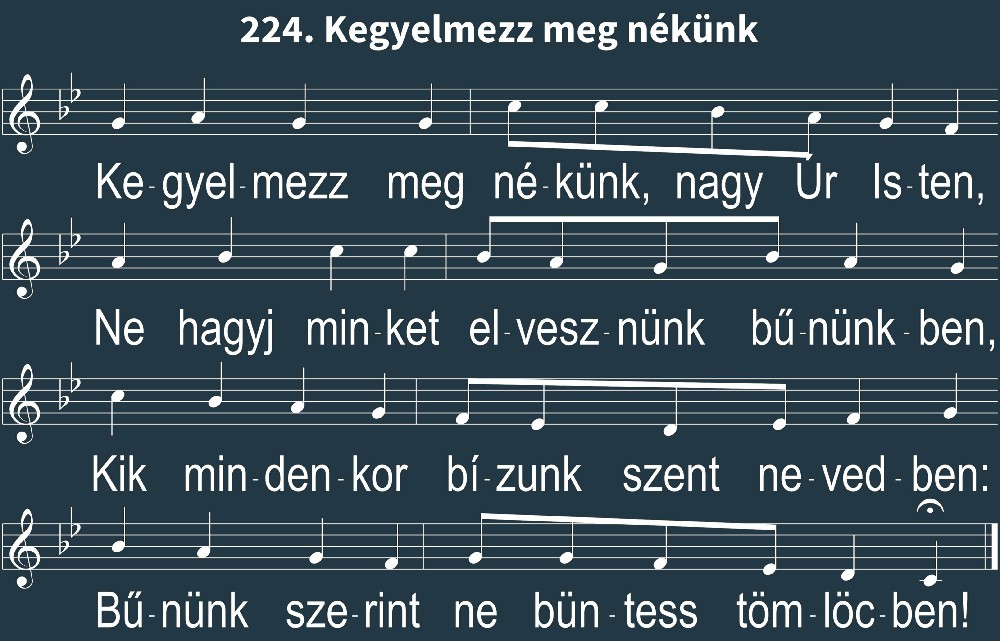 224. Kegyelmezz meg nékünk
Ke-gyel-mezz meg né-künk, nagy Úr Is-ten,
Ne hagyj min-ket el-vesz-nünk bű-nünk-ben,
Kik min-den-kor bí-zunk szent ne-ved-ben:
Bű-nünk sze-rint ne bün-tess töm-löc-ben!